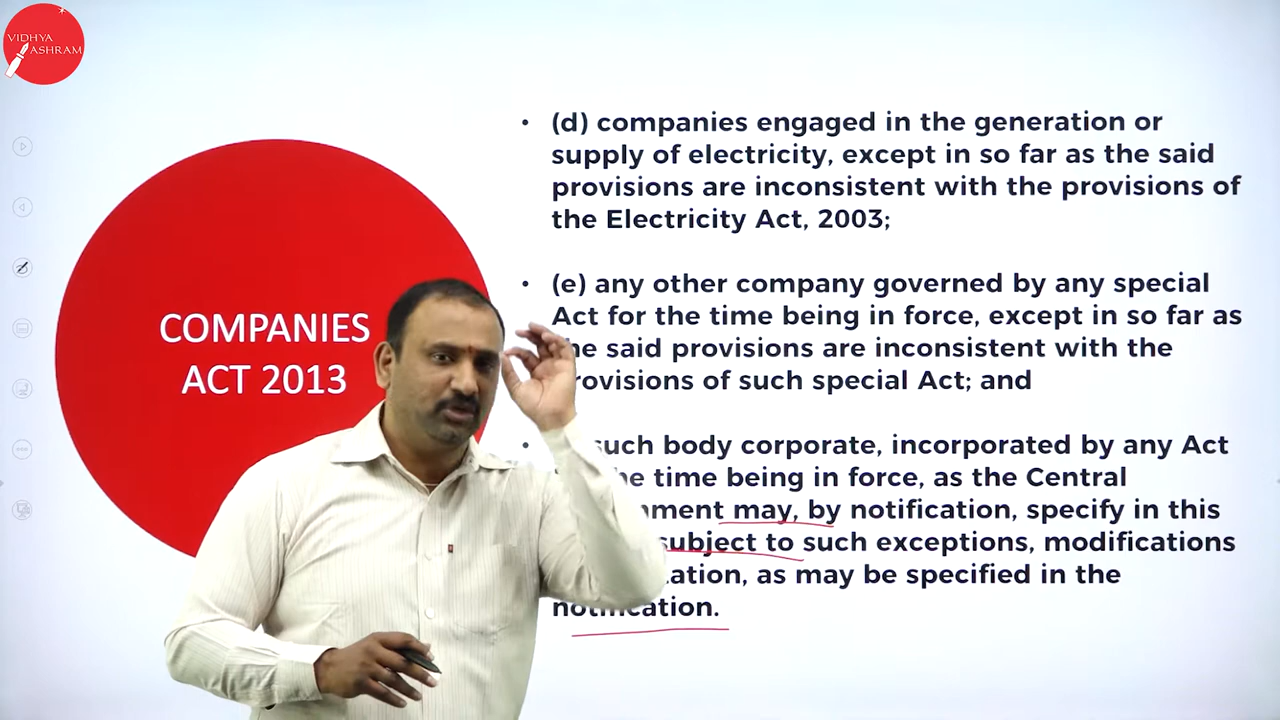 VIDHYA
ASHRAM
COMPANIES
ACT 2013
• (d) companies engaged in the generation or
supply of electricity, except in so far as the said
provisions are inconsistent with the provisions of
the Electricity Act, 2003;
• (e) any other company governed by any special
Act for the time being in force, except in so far as
said provisions are inconsistent with the
provisions of such special Act; and
• such body corporate, incorporated by any Act
time being in force, as the Central
may, by notification, specify in this
subject to such exceptions, modifications
as may be specified in the
notification.